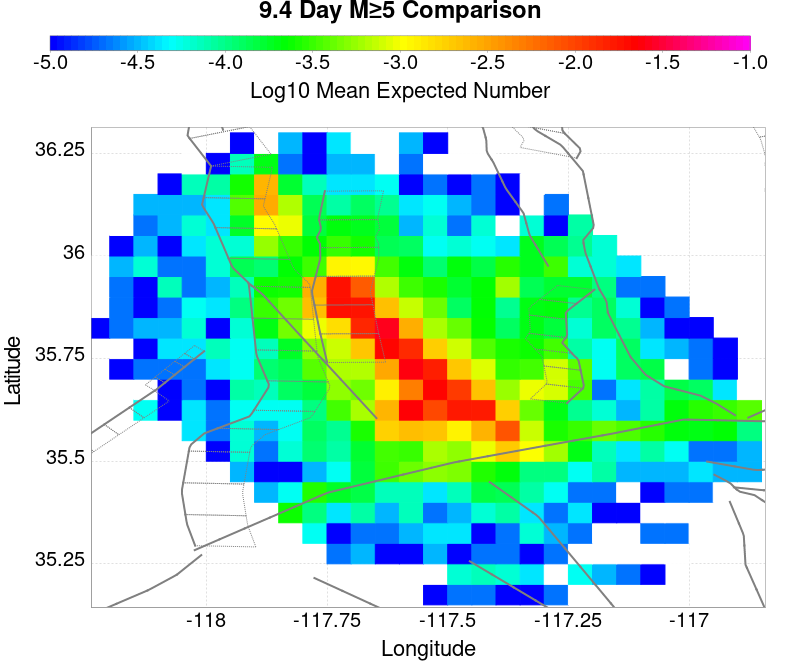 9.4 Day M≥5 Comparison
-5.0 -4.5 -4.0 -3.5 -3.0 -2.5 -2.0 -1.5 -1.0
Log10 Mean Expected Number
36.25
36
35.75
35.5
35.25
Latitude
-118 -117.75 -117.5 -117.25 -117
Longitude